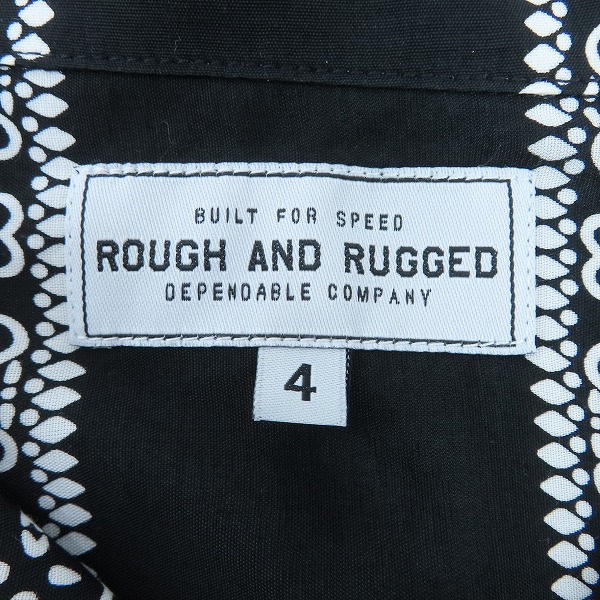 BUILT FOR SPEED
ROUGH AND RUGGED
DEPENDABLE COMPANY
4